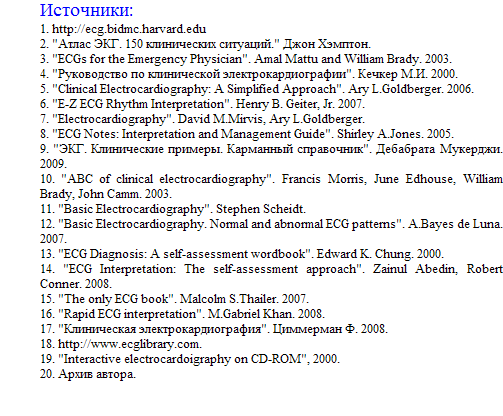 Источники:
1. http://ecg.bidmc.harvard.edu
2. "Атлас ЭКГ. 150 клинических ситуаций." Джон Хэмптон.
3. "ECGs for the Emergency Physician". Amal Mattu and William Brady. 2003.
4. "Руководство по клинической электрокардиографии". Кечкер М.И. 2000.
5. "Clinical Electrocardiography: A Simplified Approach". Ary L.Goldberger. 2006.
6. "E-Z ECG Rhythm Interpretation". Henry B. Geiter, Jr. 2007.
7. "Electrocardiography". David M.Mirvis, Ary L.Goldberger.
8. "ECG Notes: Interpretation and Management Guide". Shirley A.Jones. 2005.
9. "ЭКГ. Клинические примеры. Карманный справочник". Дебабрата Мукерджи.
2009.
10. "ABC of clinical electrocardiography". Francis Morris, June Edhouse, William
Brady, John Camm. 2003.
11. "Basic Electrocardiography". Stephen Scheidt.
12. "Basic Electrocardiography. Normal and abnormal ECG patterns". A.Bayes de Luna.
2007.
13. "ECG Diagnosis: A self-assessment wordbook". Edward K. Chung. 2000.
14. "ECG Interpretation: The self-assessment approach". Zainul Abedin, Robert
Conner. 2008.
15. "The only ECG book". Malcolm S.Thailer. 2007.
16. "Rapid ECG interpretation". M.Gabriel Khan. 2008.
17. "Клиническая электрокардиография". Циммерман Ф. 2008.
18. http://www.ecglibrary.com.
19. "Interactive electrocardoigraphy on CD-ROM", 2000.
20. Архив автора.